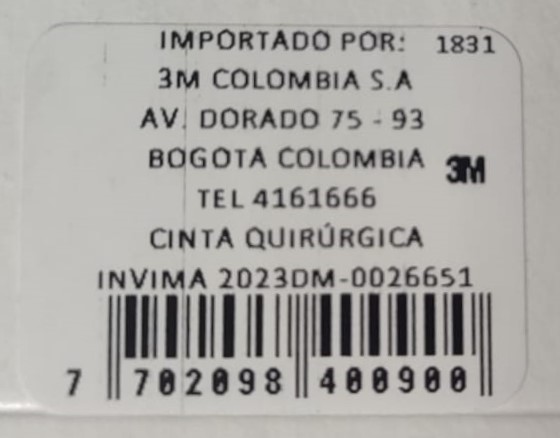 IMPORTADO POR: 1831
3M COLOMBIA S.A
AV. DORADO 75 - 93
BOGOTA COLOMBIA 3M
TEL 4161666
CINTA QUIRÚRGICA
INVIMA 2023DM-0026651
7 702098 400900